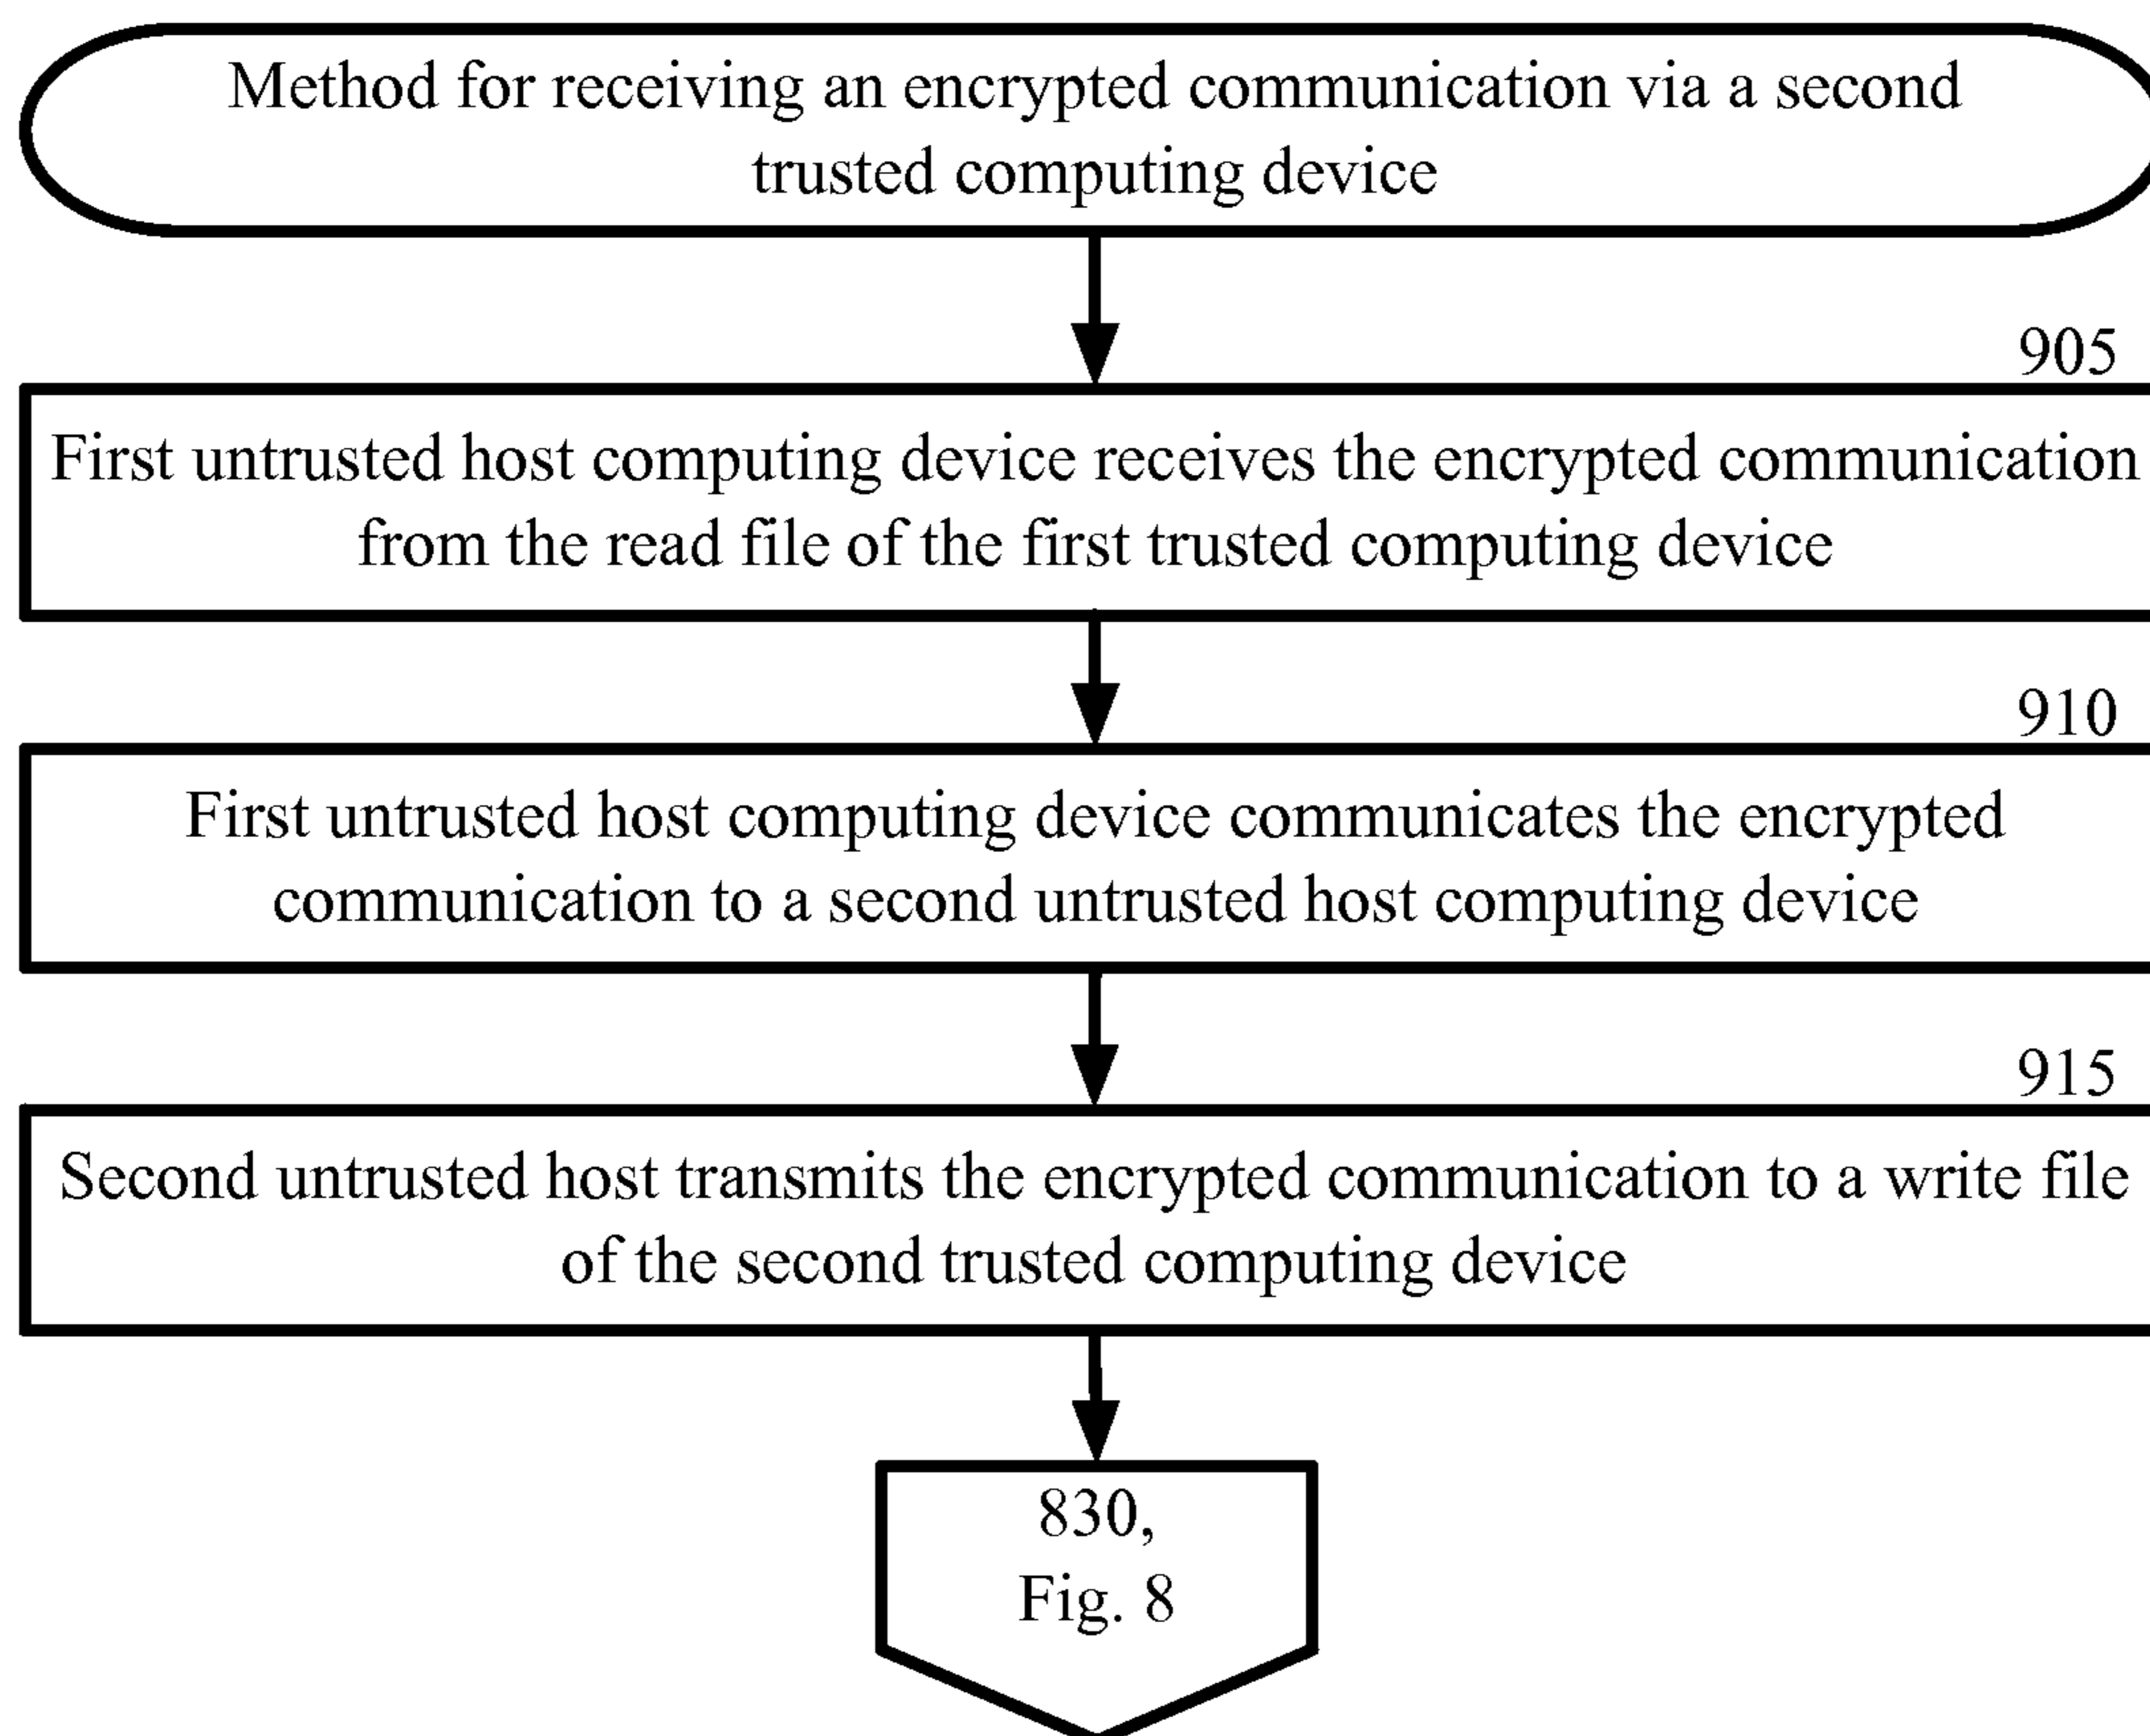 Method for receiving an encrypted communication via a second
trusted computing device
905
First untrusted host computing device receives the encrypted communication
from the read file of the first trusted computing device
910
First untrusted host computing device communicates the encrypted
communication to a second untrusted host computing device
915
Second untrusted host transmits the encrypted communication to a write file
of the second trusted computing device
830,
Fig. 8